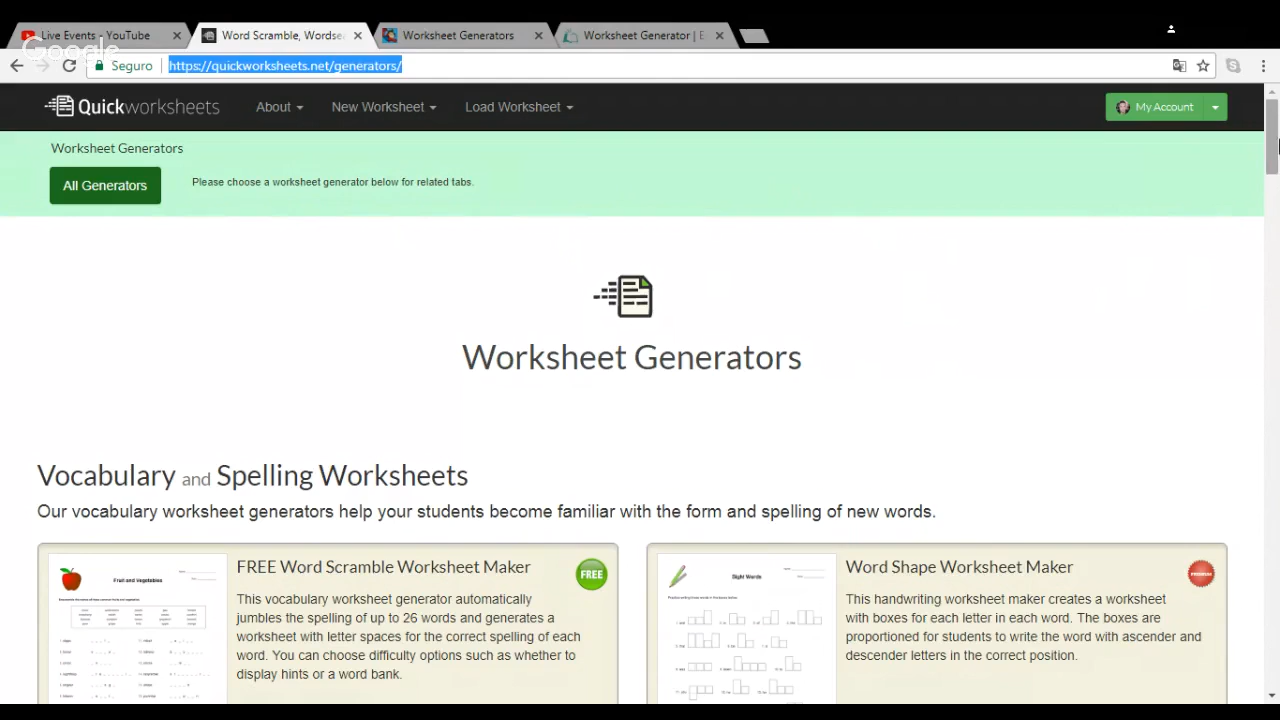 Live Events - YouTube
Word Scramble, Wordsea
Worksheet Generators
Worksheet Generator | E
Google
Seguro
https://quickworksheets.net/generators/
Quickworksheets
About
New Worksheet
Load Worksheet
My Account
Worksheet Generators
All Generators
Please choose a worksheet generator below for related tabs.
Worksheet Generators
Vocabulary and Spelling Worksheets
Our vocabulary worksheet generators help your students become familiar with the form and spelling of new words.
Fruit and Vegetables
FREE Word Scramble Worksheet Maker
FREE
This vocabulary worksheet generator automatically
jumbles the spelling of up to 26 words and generates a
worksheet with letter spaces for the correct spelling of each
word. You can choose difficulty options such as whether to
display hints or a word bank.
Sight Words
Word Shape Worksheet Maker
This handwriting worksheet maker creates a worksheet
with boxes for each letter in each word. The boxes are
proportioned for students to write the word with ascender and
descender letters in the correct position.